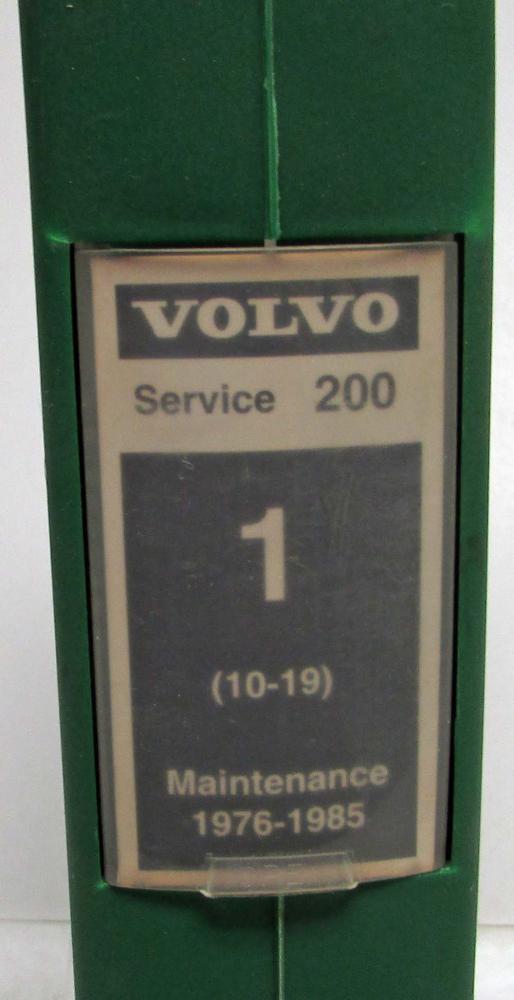 VOLVO
Service 200
1
(10-19)
Maintenance
1976-1985